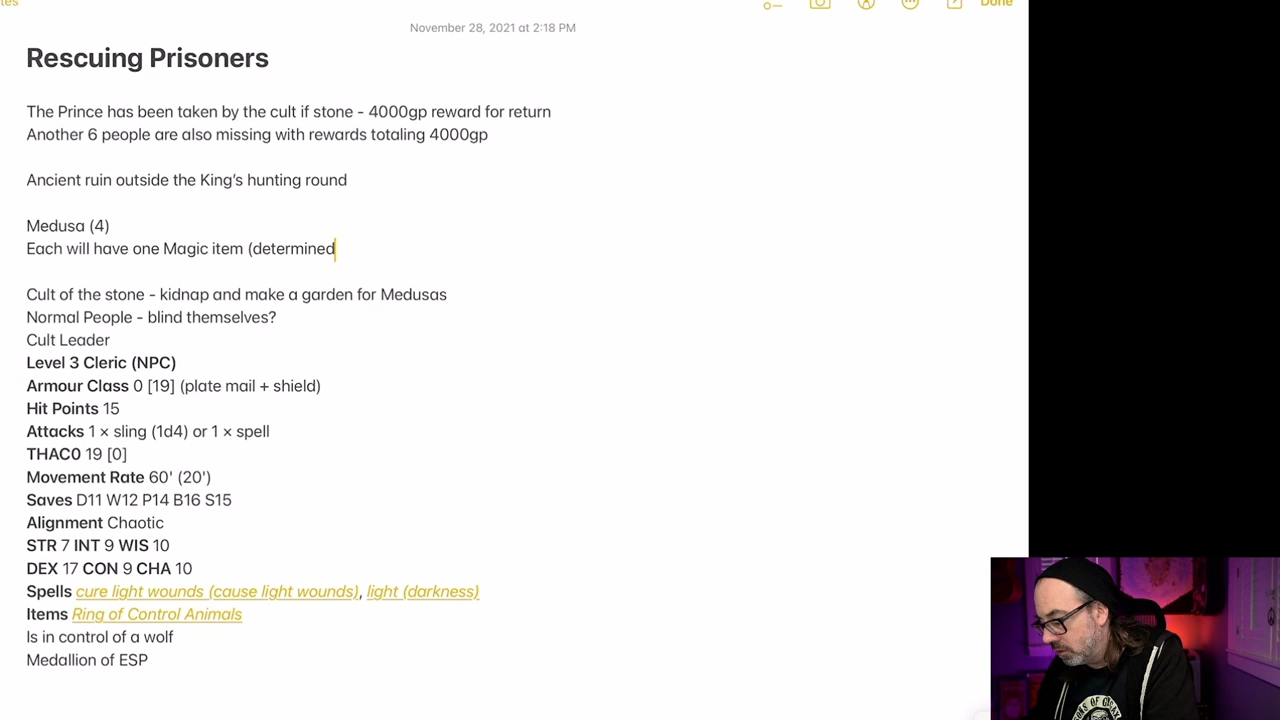 tes
Done
November 28, 2021 at 2:18 PM
Rescuing Prisoners
The Prince has been taken by the cult if stone - 4000gp reward for return
Another 6 people are also missing with rewards totaling 4000gp
Ancient ruin outside the King's hunting round
Medusa (4)
Each will have one Magic item (determined
Cult of the stone - kidnap and make a garden for Medusas
Normal People - blind themselves?
Cult Leader
Level 3 Cleric (NPC)
Armour Class 0 [19] (plate mail + shield)
Hit Points 15
Attacks 1 × sling (1d4) or 1 × spell
THAC0 19 [0]
Movement Rate 60' (20')
Saves D11 W12 P14 B16 S15
Alignment Chaotic
STR 7 INT 9 WIS 10
DEX 17 CON 9 CHA 10
Spells cure light wounds (cause light wounds), light (darkness)
Items Ring of Control Animals
Is in control of a wolf
Medallion of ESP